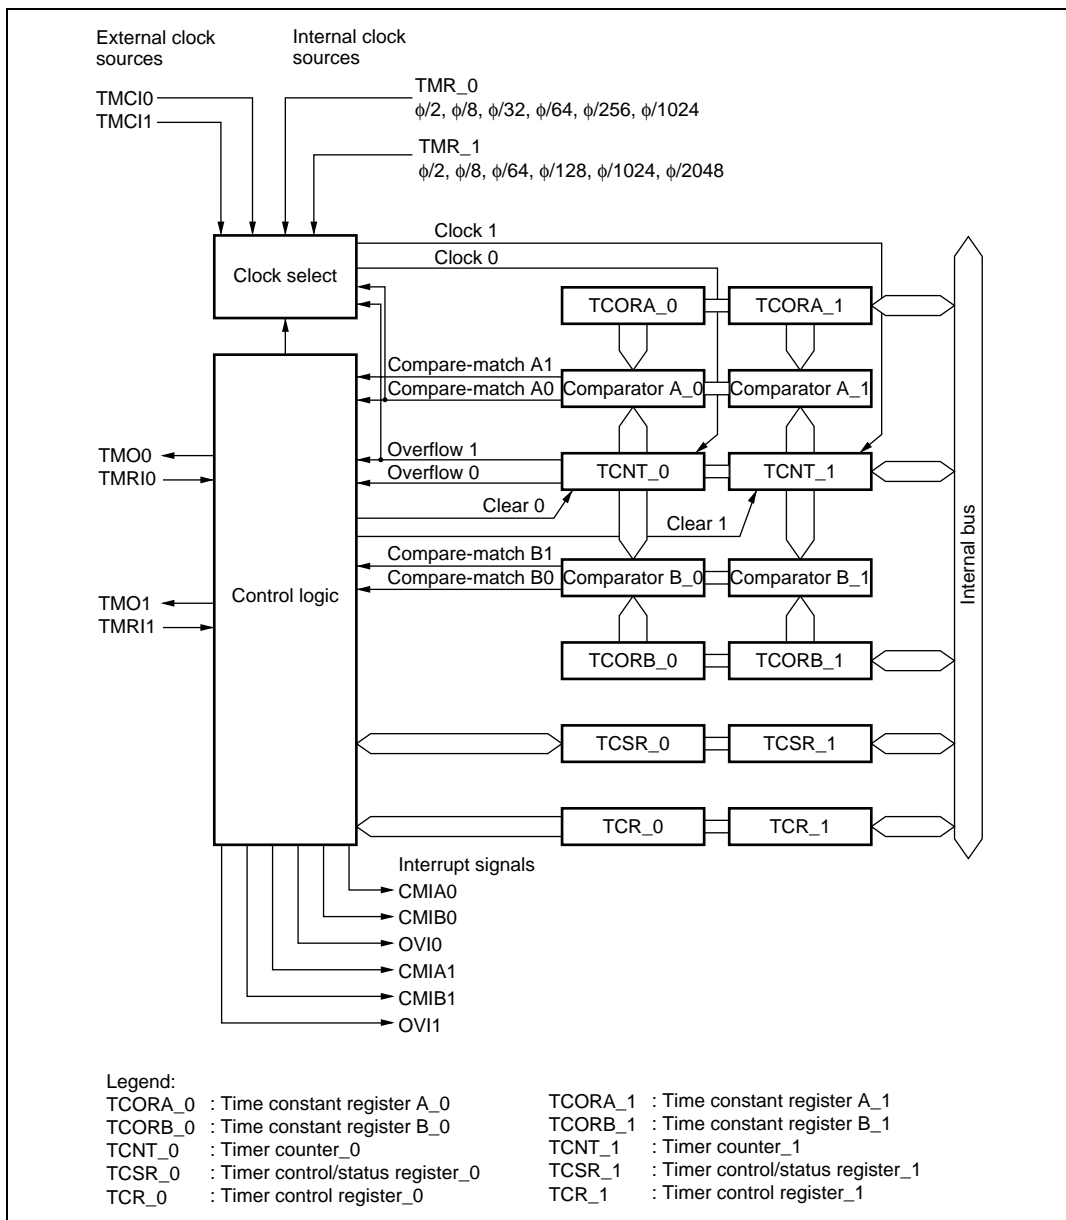 External clock
sources
Internal clock
sources
TMCI0
TMCI1
TMR_0
ϕ/2, ϕ/8, ϕ/32, ϕ/64, ϕ/256, ϕ/1024
TMR_1
ϕ/2, ϕ/8, ϕ/64, ϕ/128, ϕ/1024, ϕ/2048
Clock 1
Clock 0
Clock select
TCORA_0
TCORA_1
Compare-match A1
Compare-match A0
Comparator A_0
Comparator A_1
TMO0
TMRI0
Overflow 1
Overflow 0
TCNT_0
TCNT_1
Clear 0
Clear 1
Internal bus
Compare-match B1
Compare-match B0
Comparator B_0
Comparator B_1
Control logic
TMO1
TMRI1
TCORB_0
TCORB_1
TCSR_0
TCSR_1
TCR_0
TCR_1
Interrupt signals
CMIA0
CMIB0
OVI0
CMIA1
CMIB1
OVI1
Legend:
TCORA_0 : Time constant register A_0
TCORB_0 : Time constant register B_0
TCNT_0 : Timer counter_0
TCSR_0 : Timer control/status register_0
TCR_0 : Timer control register_0
TCORA_1 : Time constant register A_1
TCORB_1 : Time constant register B_1
TCNT_1 : Timer counter_1
TCSR_1 : Timer control/status register_1
TCR_1 : Timer control register_1